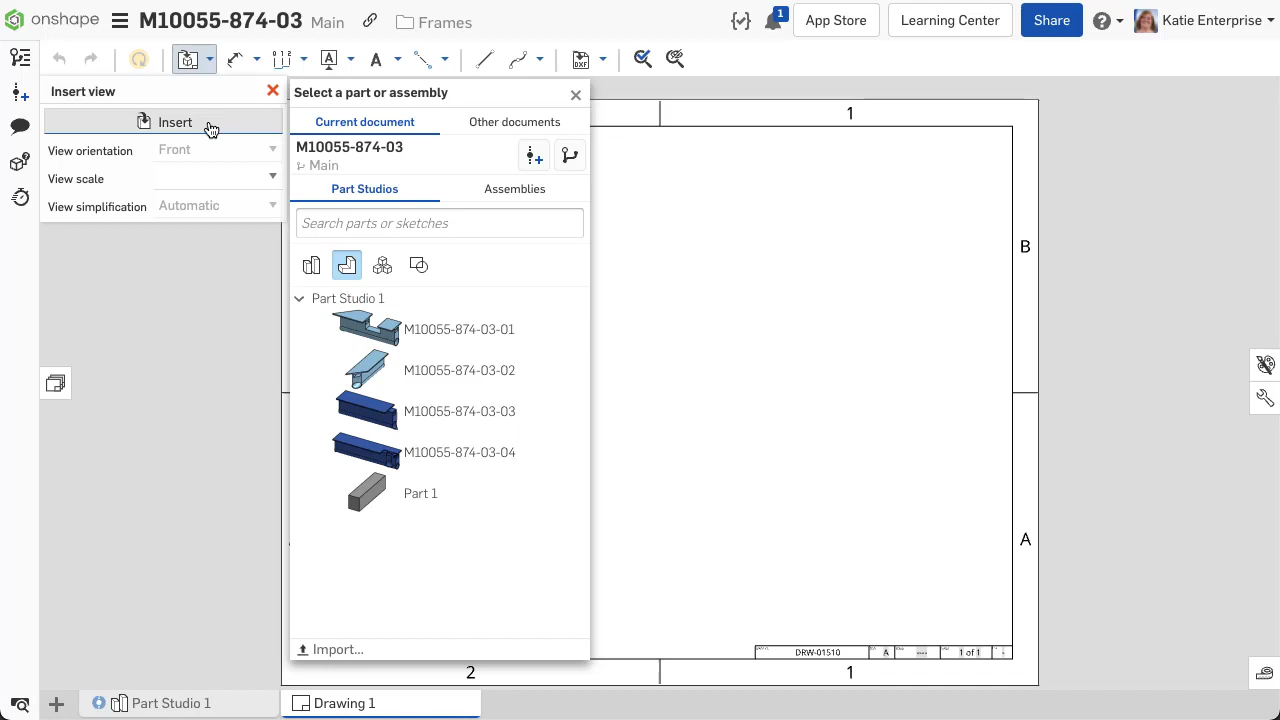 onshape
M10055-874-03 Main Frames
1
App Store
Learning Center
Share
Katie Enterprise
Insert view
Insert
View orientation Front
View scale
View simplification Automatic
Select a part or assembly
Current document Other documents
M10055-874-03
Main
Part Studios Assemblies
Search parts or sketches
Part Studio 1
M10055-874-03-01
M10055-874-03-02
M10055-874-03-03
M10055-874-03-04
Part 1
Import...
1
B
A
DRW-01510 A 1 of 1
2 1
Part Studio 1
Drawing 1